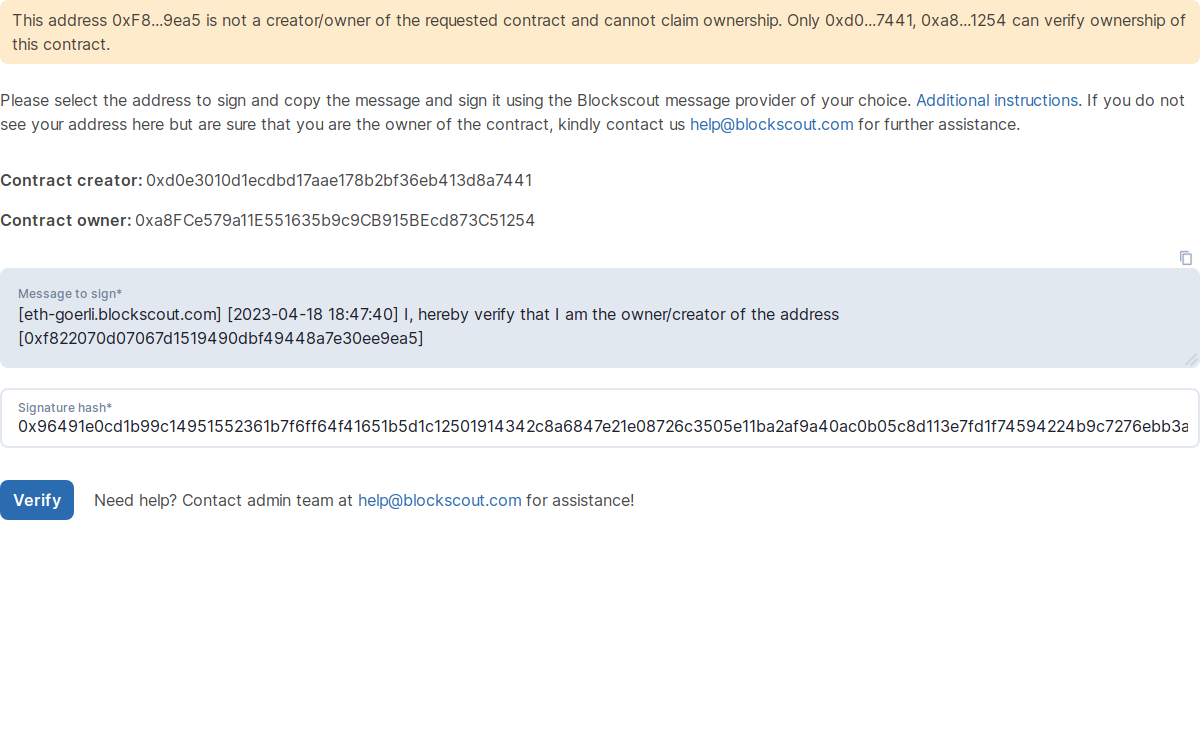 This address 0xF8...9ea5 is not a creator/owner of the requested contract and cannot claim ownership. Only 0xd0...7441, 0xa8...1254 can verify ownership of
this contract.
Please select the address to sign and copy the message and sign it using the Blockscout message provider of your choice. Additional instructions. If you do not
see your address here but are sure that you are the owner of the contract, kindly contact us help@blockscout.com for further assistance.
Contract creator: 0xd0e3010d1ecdbd17aae178b2bf36eb413d8a7441
Contract owner: 0xa8FCe579a11E551635b9c9CB915BEcd873C51254
Message to sign*
[eth-goerli.blockscout.com] [2023-04-18 18:47:40] I, hereby verify that I am the owner/creator of the address
[0xf822070d07067d1519490dbf49448a7e30ee9ea5]
Signature hash*
0x96491e0cd1b99c14951552361b7f6ff64f41651b5d1c12501914342c8a6847e21e08726c3505e11ba2af9a40ac0b05c8d113e7fd1f74594224b9c7276ebb3a
Verify
Need help? Contact admin team at help@blockscout.com for assistance!